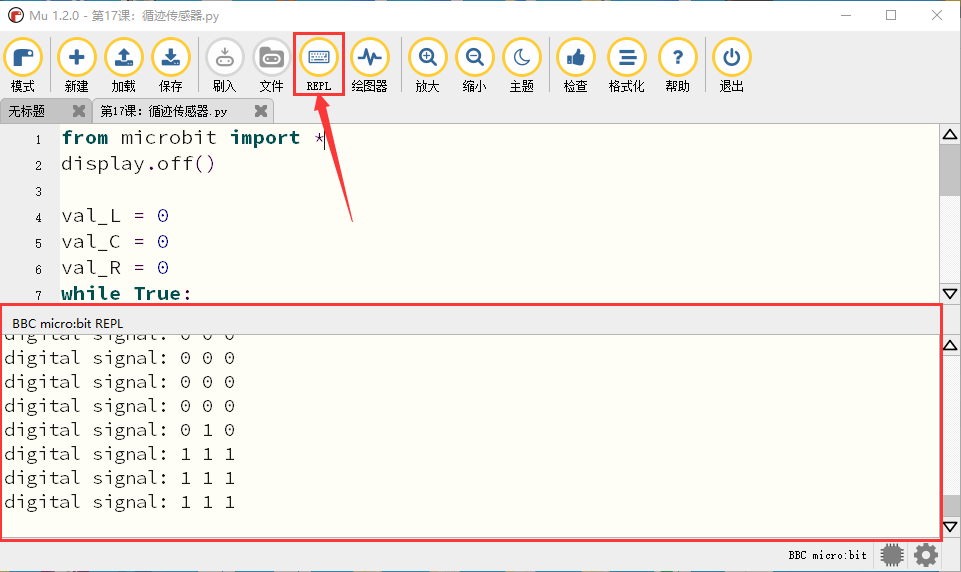 Mu 1.2.0 - 第17课：循迹传感器.py
模式 新建 加载 保存 刷入 文件 REPL 绘图器 放大 缩小 主题 检查 格式化 帮助 退出
无标题 第17课：循迹传感器.py
1 from microbit import *
2 display.off()
3
4 val_L = 0
5 val_C = 0
6 val_R = 0
7 while True:
BBC micro:bit REPL
digital signal: 0 0 0
digital signal: 0 0 0
digital signal: 0 0 0
digital signal: 0 0 0
digital signal: 0 1 0
digital signal: 1 1 1
digital signal: 1 1 1
digital signal: 1 1 1
BBC micro:bit